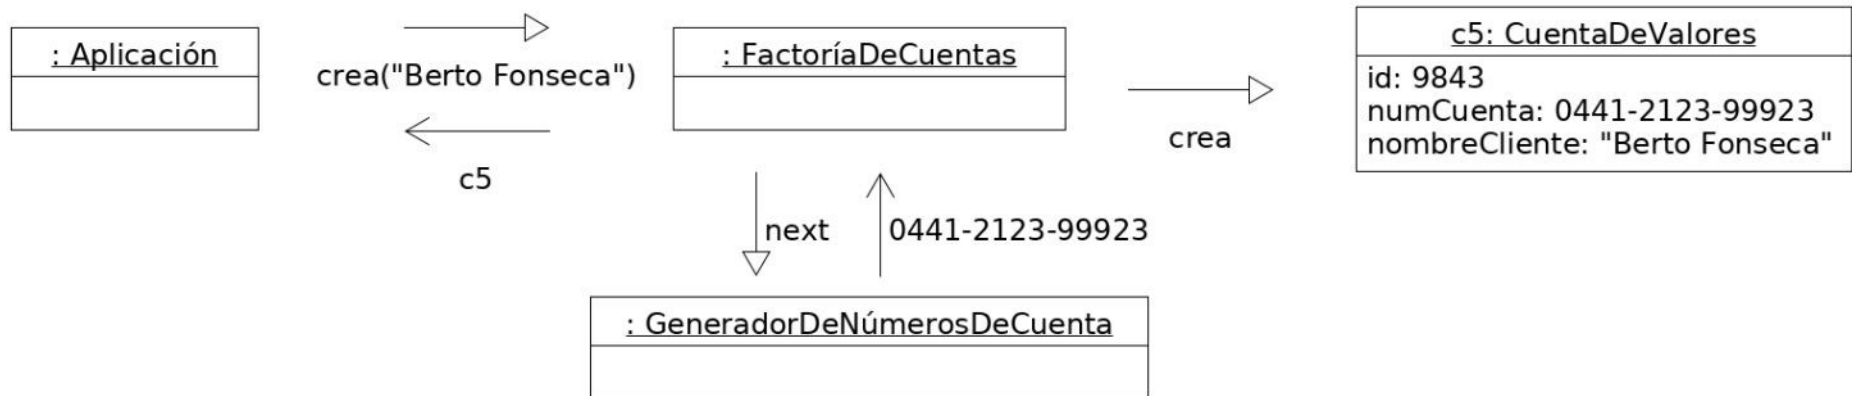 : Aplicación
crea("Berto Fonseca")
c5
: FactoríaDeCuentas
crea
c5: CuentaDeValores
id: 9843
numCuenta: 0441-2123-99923
nombreCliente: "Berto Fonseca"
next
0441-2123-99923
: GeneradorDeNúmerosDeCuenta